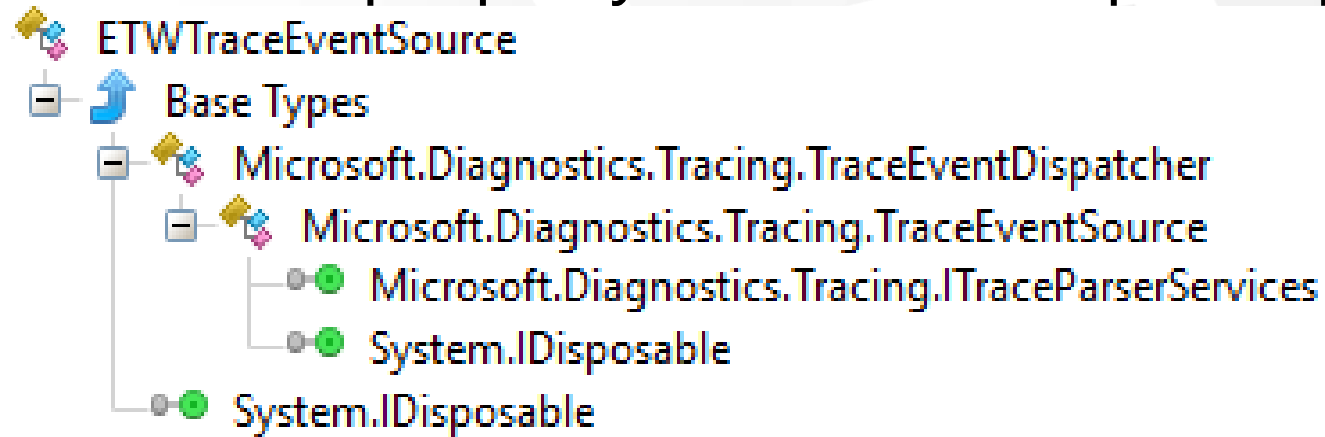 ETWTraceEventSource
Base Types
Microsoft.Diagnostics.Tracing.TraceEventDispatcher
Microsoft.Diagnostics.Tracing.TraceEventSource
Microsoft.Diagnostics.Tracing.ITraceParserServices
System.IDisposable
System.IDisposable